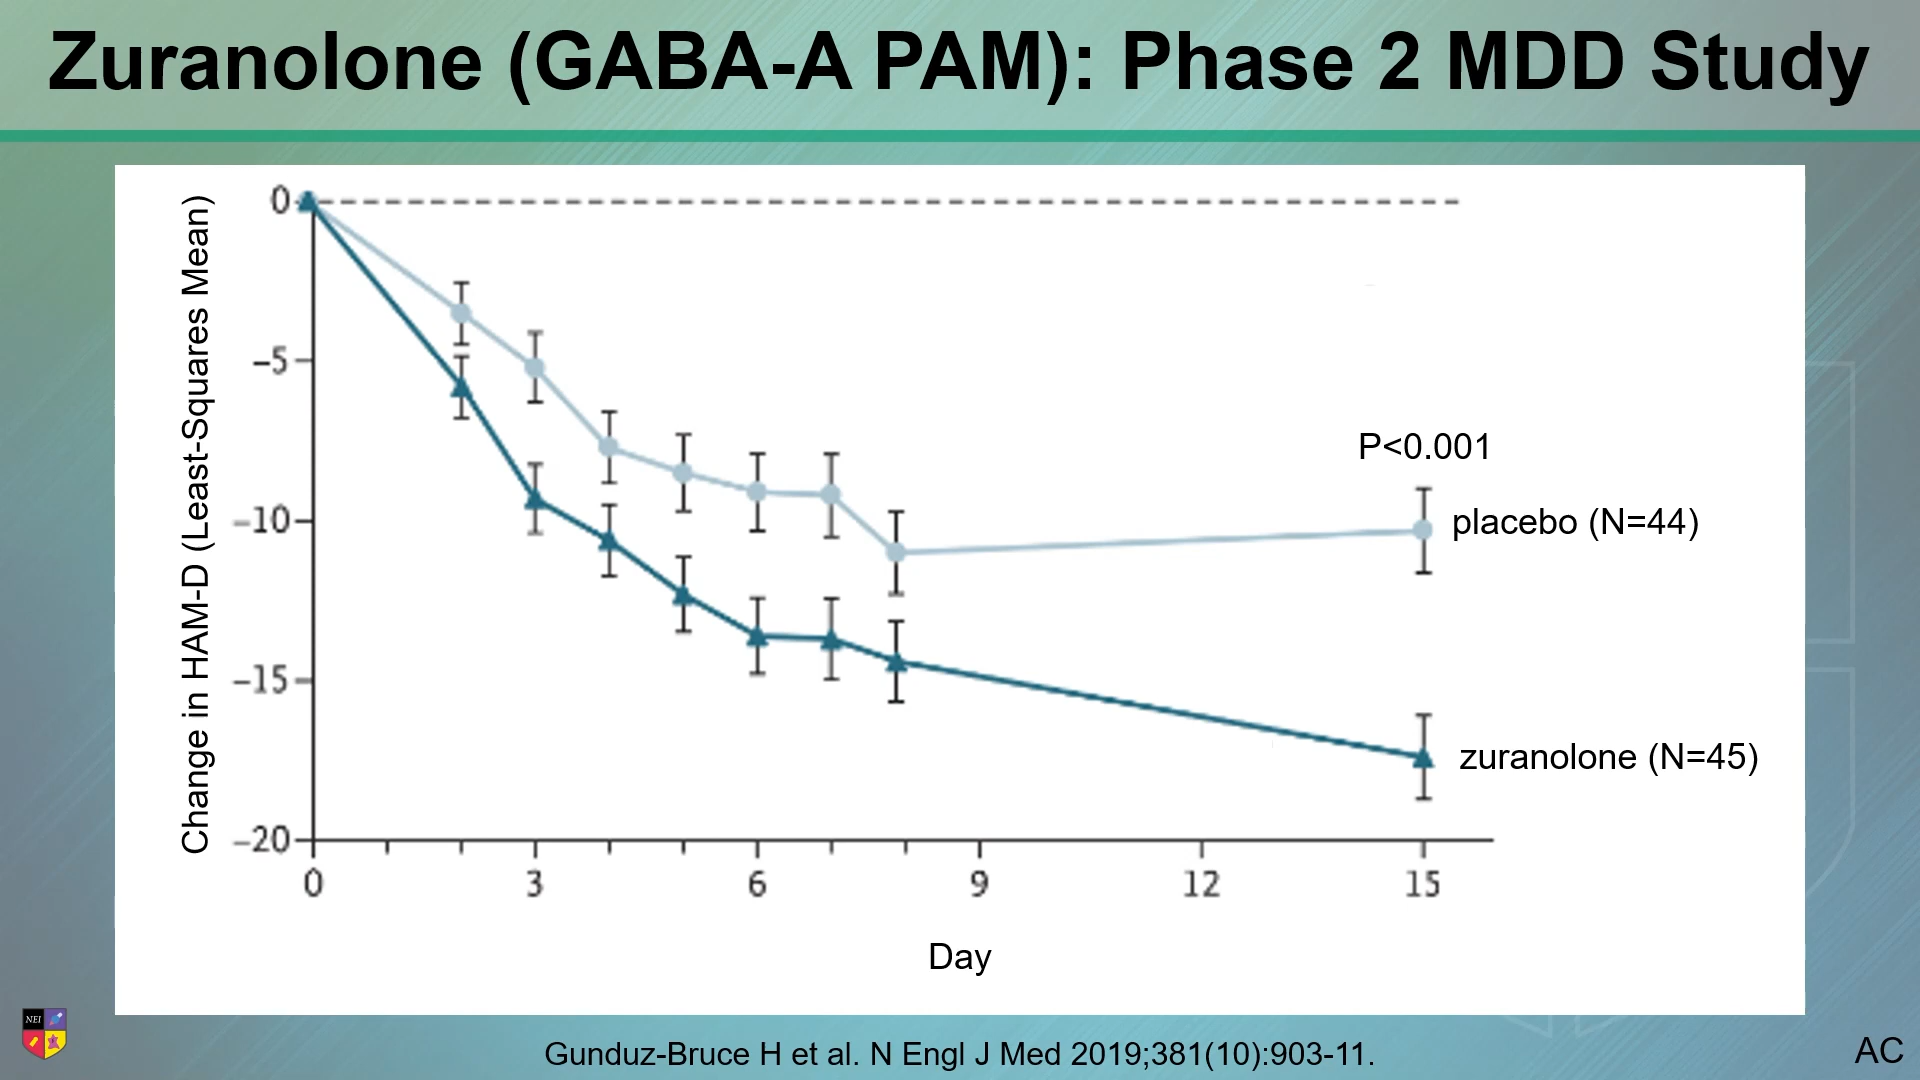 Zuranolone (GABA-A PAM): Phase 2 MDD Study
Change in HAM-D (Least-Squares Mean)
0
–5
–10
–15
–20
0 3 6 9 12 15
Day
P<0.001
placebo (N=44)
zuranolone (N=45)
NEI
Gunduz-Bruce H et al. N Engl J Med 2019;381(10):903-11.
AC